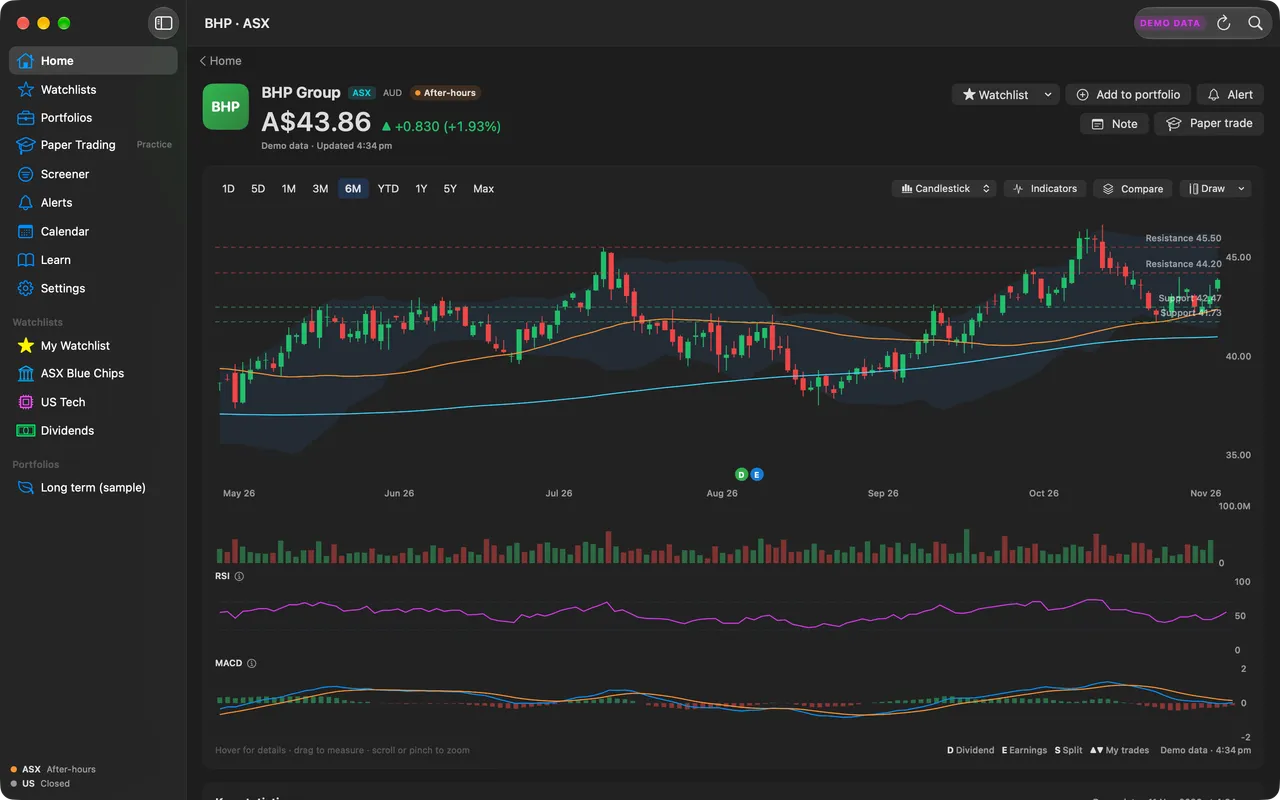 BHP · ASX
DEMO DATA
Home
Watchlists
Portfolios
Paper Trading Practice
Screener
Alerts
Calendar
Learn
Settings
Watchlists
My Watchlist
ASX Blue Chips
US Tech
Dividends
Portfolios
Long term (sample)
ASX After-hours
US Closed
Home
BHP
BHP Group ASX AUD After-hours
A$43.86 ▲ +0.830 (+1.93%)
Demo data · Updated 4:34 pm
Watchlist Add to portfolio Alert
Note Paper trade
1D 5D 1M 3M 6M YTD 1Y 5Y Max
Candlestick Indicators Compare Draw
Resistance 45.50
45.00
Resistance 44.20
Support 42.47
Support 41.73
40.00
35.00
D E
May 26 Jun 26 Jul 26 Aug 26 Sep 26 Oct 26 Nov 26
100.0M
0
RSI
100
50
0
MACD
2
0
-2
Hover for details · drag to measure · scroll or pinch to zoom
D Dividend E Earnings S Split ▲▼ My trades Demo data · 4:34 pm